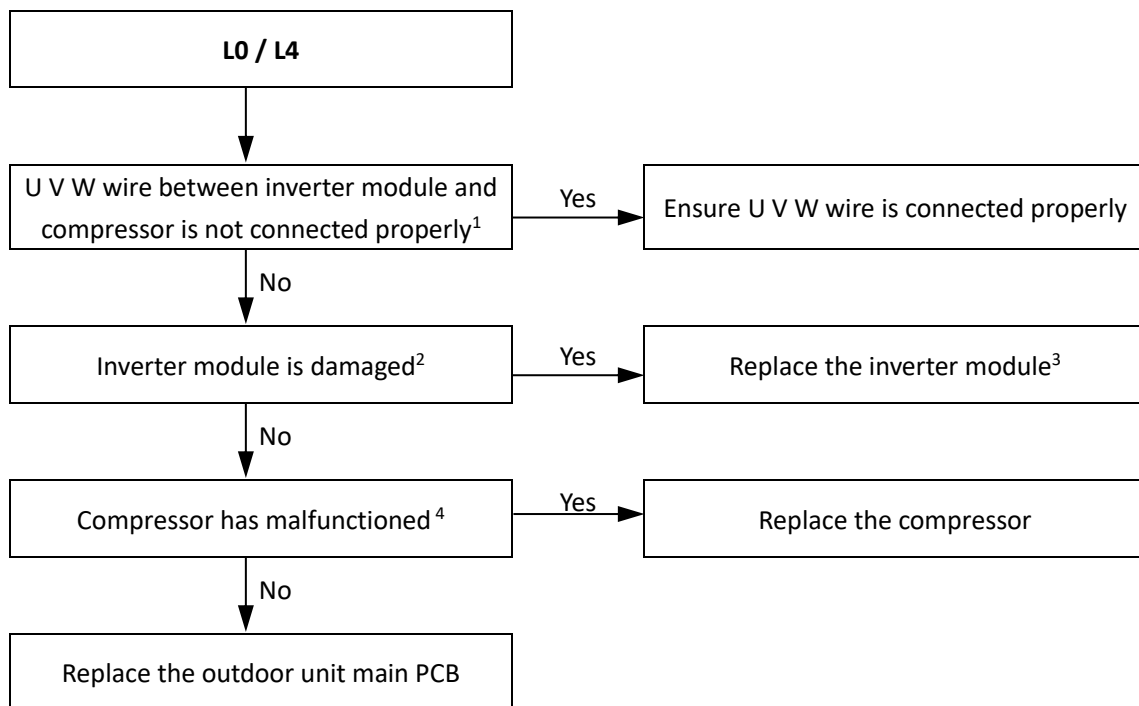 L0 / L4
U V W wire between inverter module and
compressor is not connected properly¹
Yes
Ensure U V W wire is connected properly
No
Inverter module is damaged²
Yes
Replace the inverter module³
No
Compressor has malfunctioned ⁴
Yes
Replace the compressor
No
Replace the outdoor unit main PCB